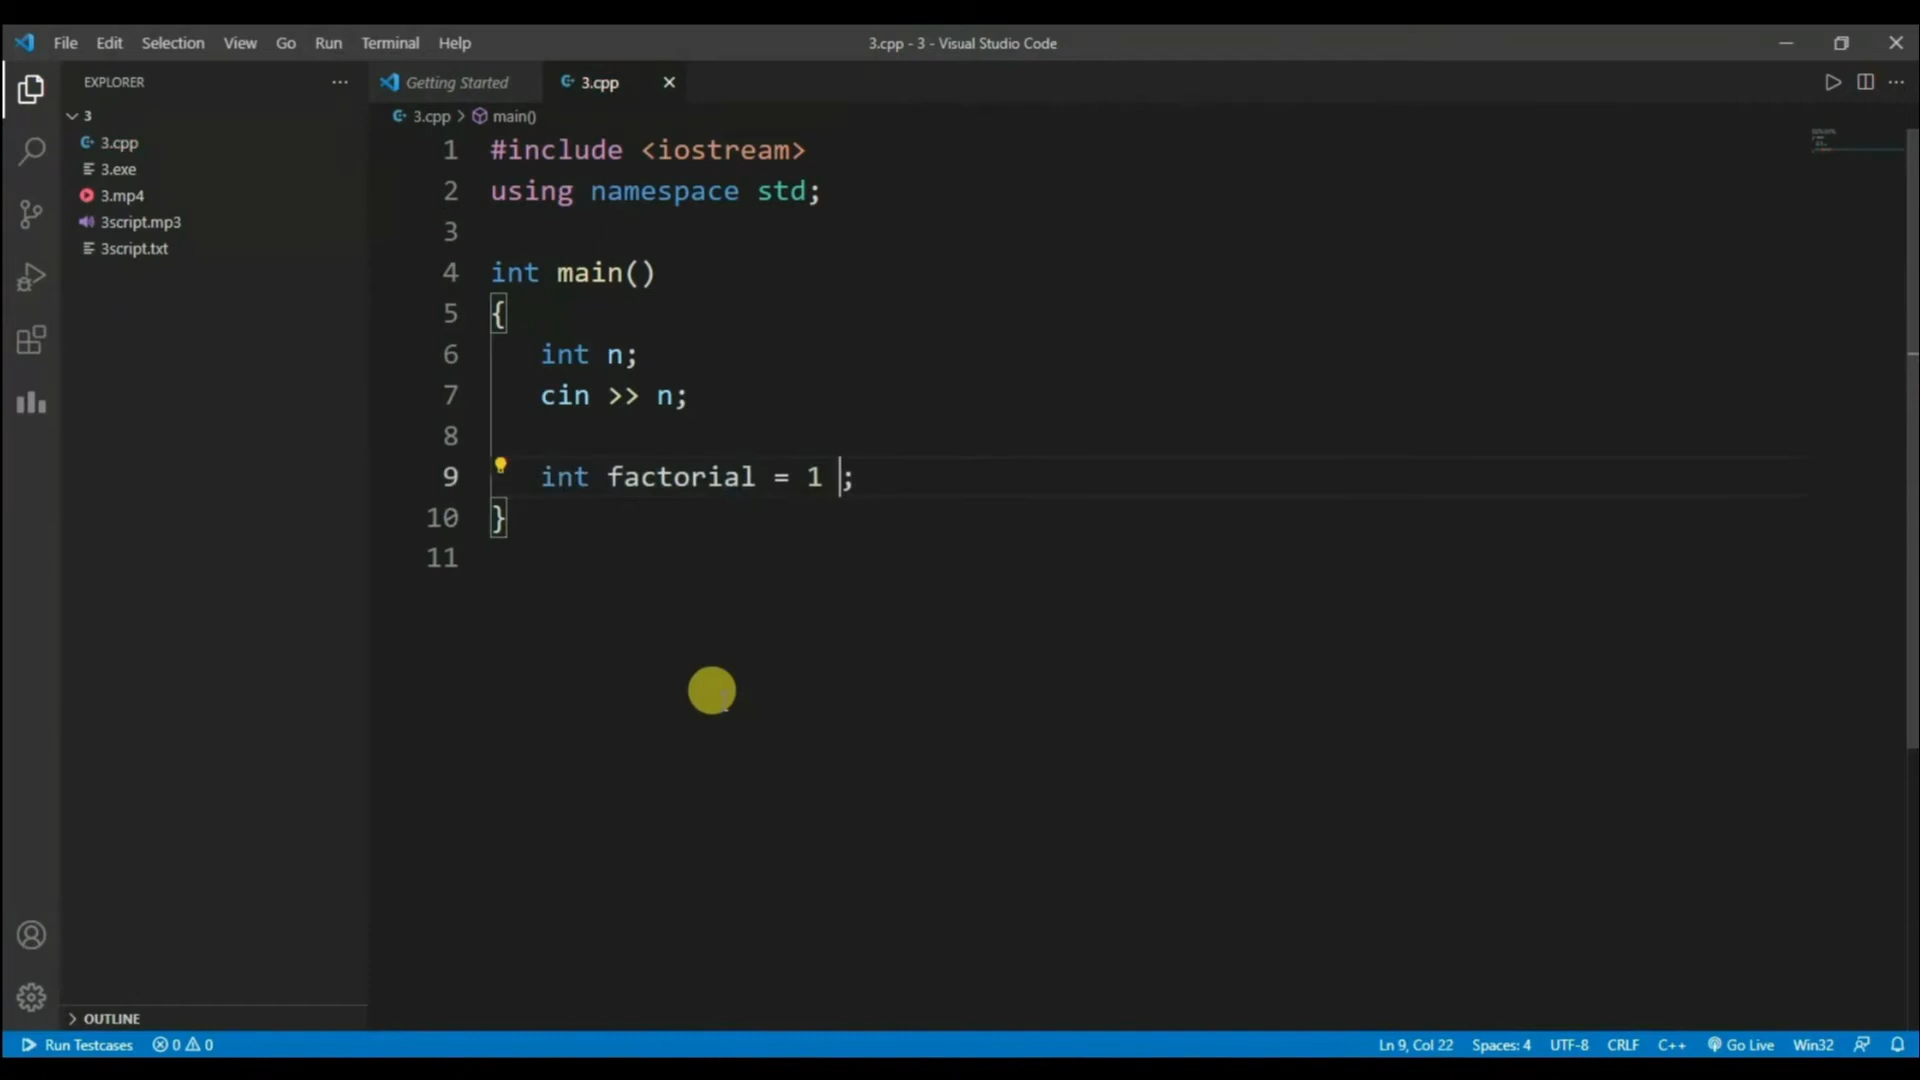 File Edit Selection View Go Run Terminal Help
3.cpp - 3 - Visual Studio Code
EXPLORER
3
3.cpp
3.exe
3.mp4
3script.mp3
3script.txt
OUTLINE
Getting Started
3.cpp
3.cpp > main()
1 #include <iostream>
2 using namespace std;
3
4 int main()
5 {
6 int n;
7 cin >> n;
8
9 int factorial = 1 ;
10 }
11
Run Testcases 0 0
Ln 9, Col 22 Spaces: 4 UTF-8 CRLF C++ Go Live Win32